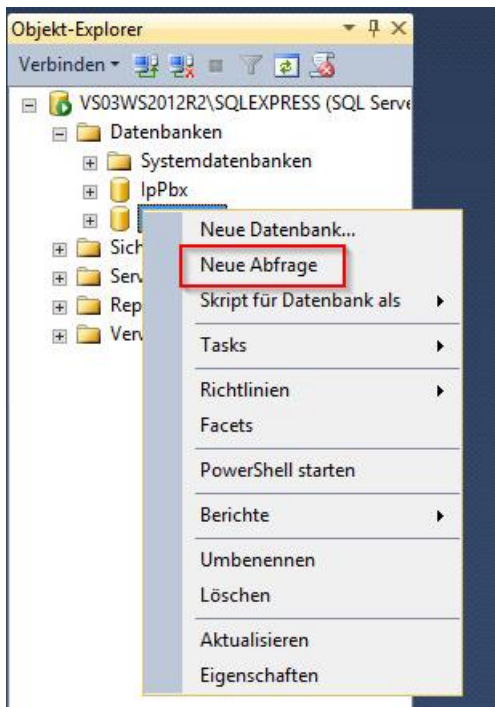 Objekt-Explorer
Verbinden
VS03WS2012R2\SQLEXPRESS (SQL Serve
Datenbanken
Systemdatenbanken
IpPbx
Sich
Serv
Rep
Verv
Neue Datenbank...
Neue Abfrage
Skript für Datenbank als
Tasks
Richtlinien
Facets
PowerShell starten
Berichte
Umbenennen
Löschen
Aktualisieren
Eigenschaften